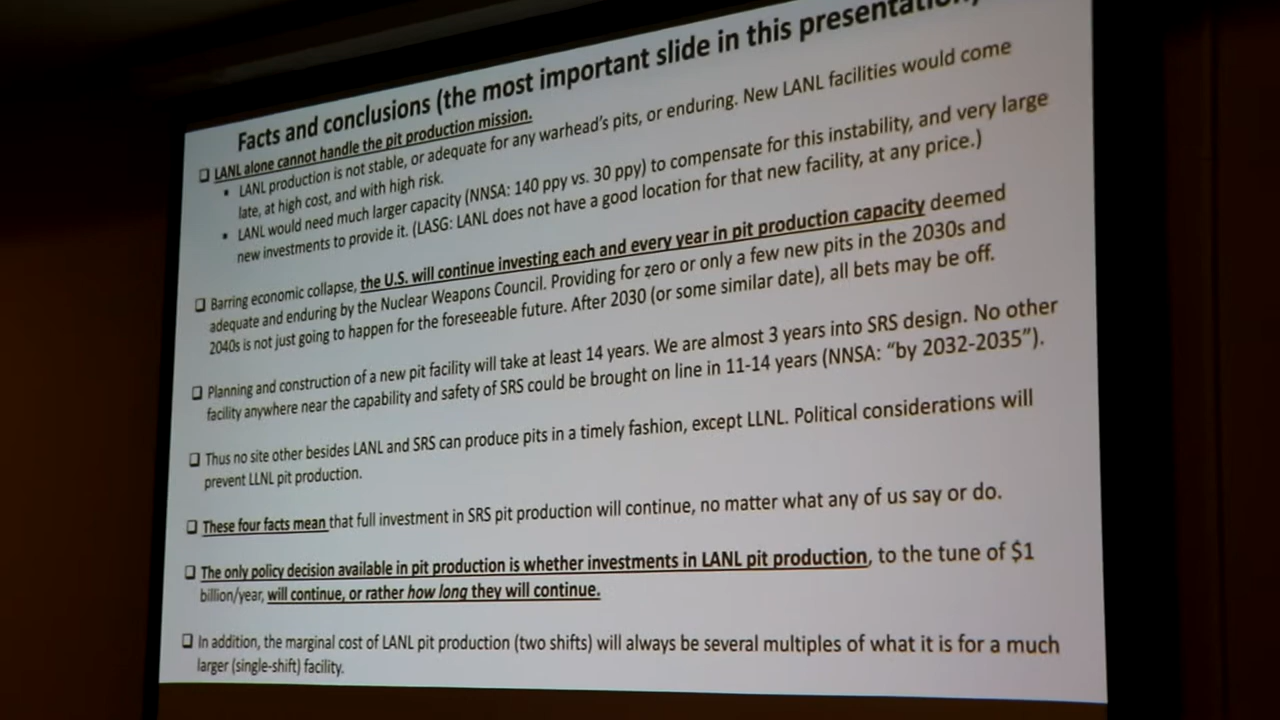 Facts and conclusions (the most important slide in this presentation)
❑ LANL alone cannot handle the pit production mission.
• LANL production is not stable, or adequate for any warhead's pits, or enduring. New LANL facilities would come
late, at high cost, and with high risk.
• LANL would need much larger capacity (NNSA: 140 ppy vs. 30 ppy) to compensate for this instability, and very large
new investments to provide it. (LASG: LANL does not have a good location for that new facility, at any price.)
❑ Barring economic collapse, the U.S. will continue investing each and every year in pit production capacity deemed
adequate and enduring by the Nuclear Weapons Council. Providing for zero or only a few new pits in the 2030s and
2040s is not just going to happen for the foreseeable future. After 2030 (or some similar date), all bets may be off.
❑ Planning and construction of a new pit facility will take at least 14 years. We are almost 3 years into SRS design. No other
facility anywhere near the capability and safety of SRS could be brought on line in 11-14 years (NNSA: "by 2032-2035").
❑ Thus no site other besides LANL and SRS can produce pits in a timely fashion, except LLNL. Political considerations will
prevent LLNL pit production.
❑ These four facts mean that full investment in SRS pit production will continue, no matter what any of us say or do.
❑ The only policy decision available in pit production is whether investments in LANL pit production, to the tune of $1
billion/year, will continue, or rather how long they will continue.
❑ In addition, the marginal cost of LANL pit production (two shifts) will always be several multiples of what it is for a much
larger (single-shift) facility.